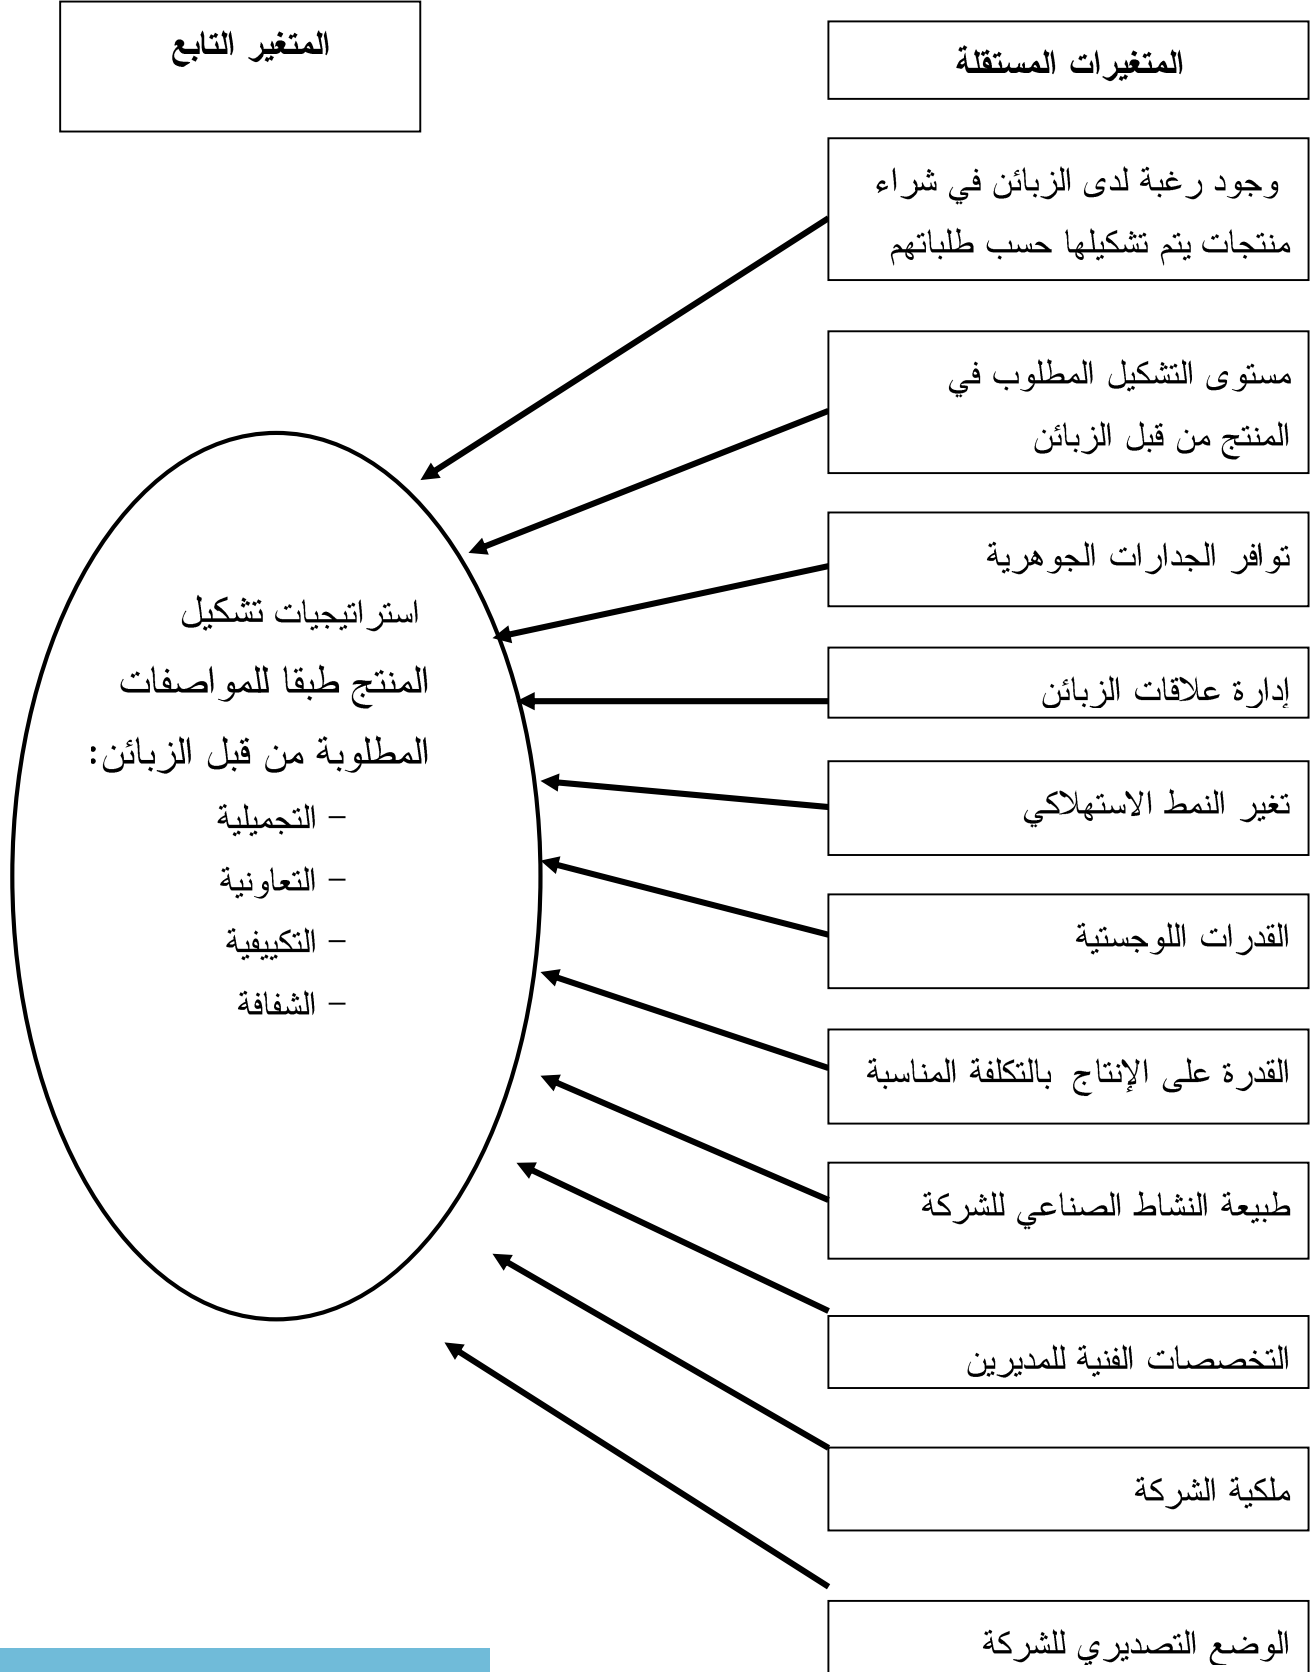 المتغيرات المستقلة
المتغير التابع
وجود رغبة لدى الزبائن في شراء
منتجات يتم تشكيلها حسب طلباتهم
مستوى التشكيل المطلوب في
المنتج من قبل الزبائن
توافر الجدارات الجوهرية
إدارة علاقات الزبائن
تغير النمط الاستهلاكي
القدرات اللوجستية
القدرة على الإنتاج بالتكلفة المناسبة
طبيعة النشاط الصناعي للشركة
التخصصات الفنية للمديرين
ملكية الشركة
الوضع التصديري للشركة
استراتيجيات تشكيل
المنتج طبقا للمواصفات
المطلوبة من قبل الزبائن:
– التجميلية
– التعاونية
– التكييفية
– الشفافة